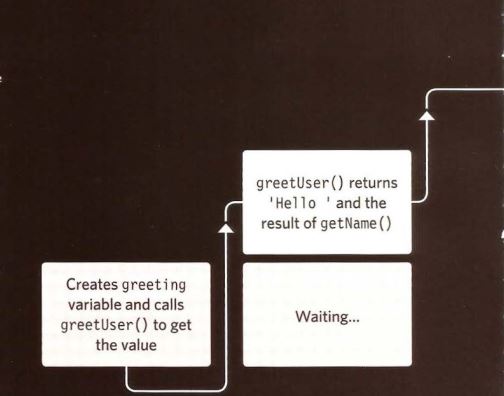 greetUser() returns
'Hello ' and the
result of getName()
Creates greeting
variable and calls
greetUser() to get
the value
Waiting...